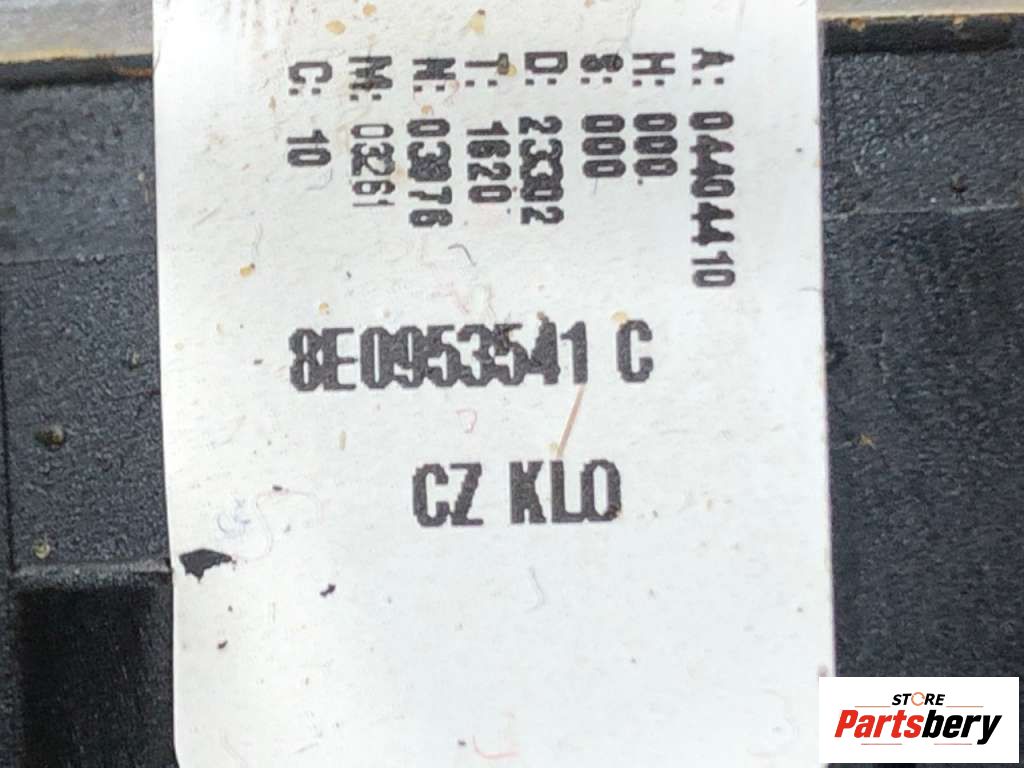 A: 04404410
H: 000
S: 000
D: 23302
T: 1620
N: 03976
M: 03261
C: 10
8E0953541 C
CZ KLO
STORE
Partsbery